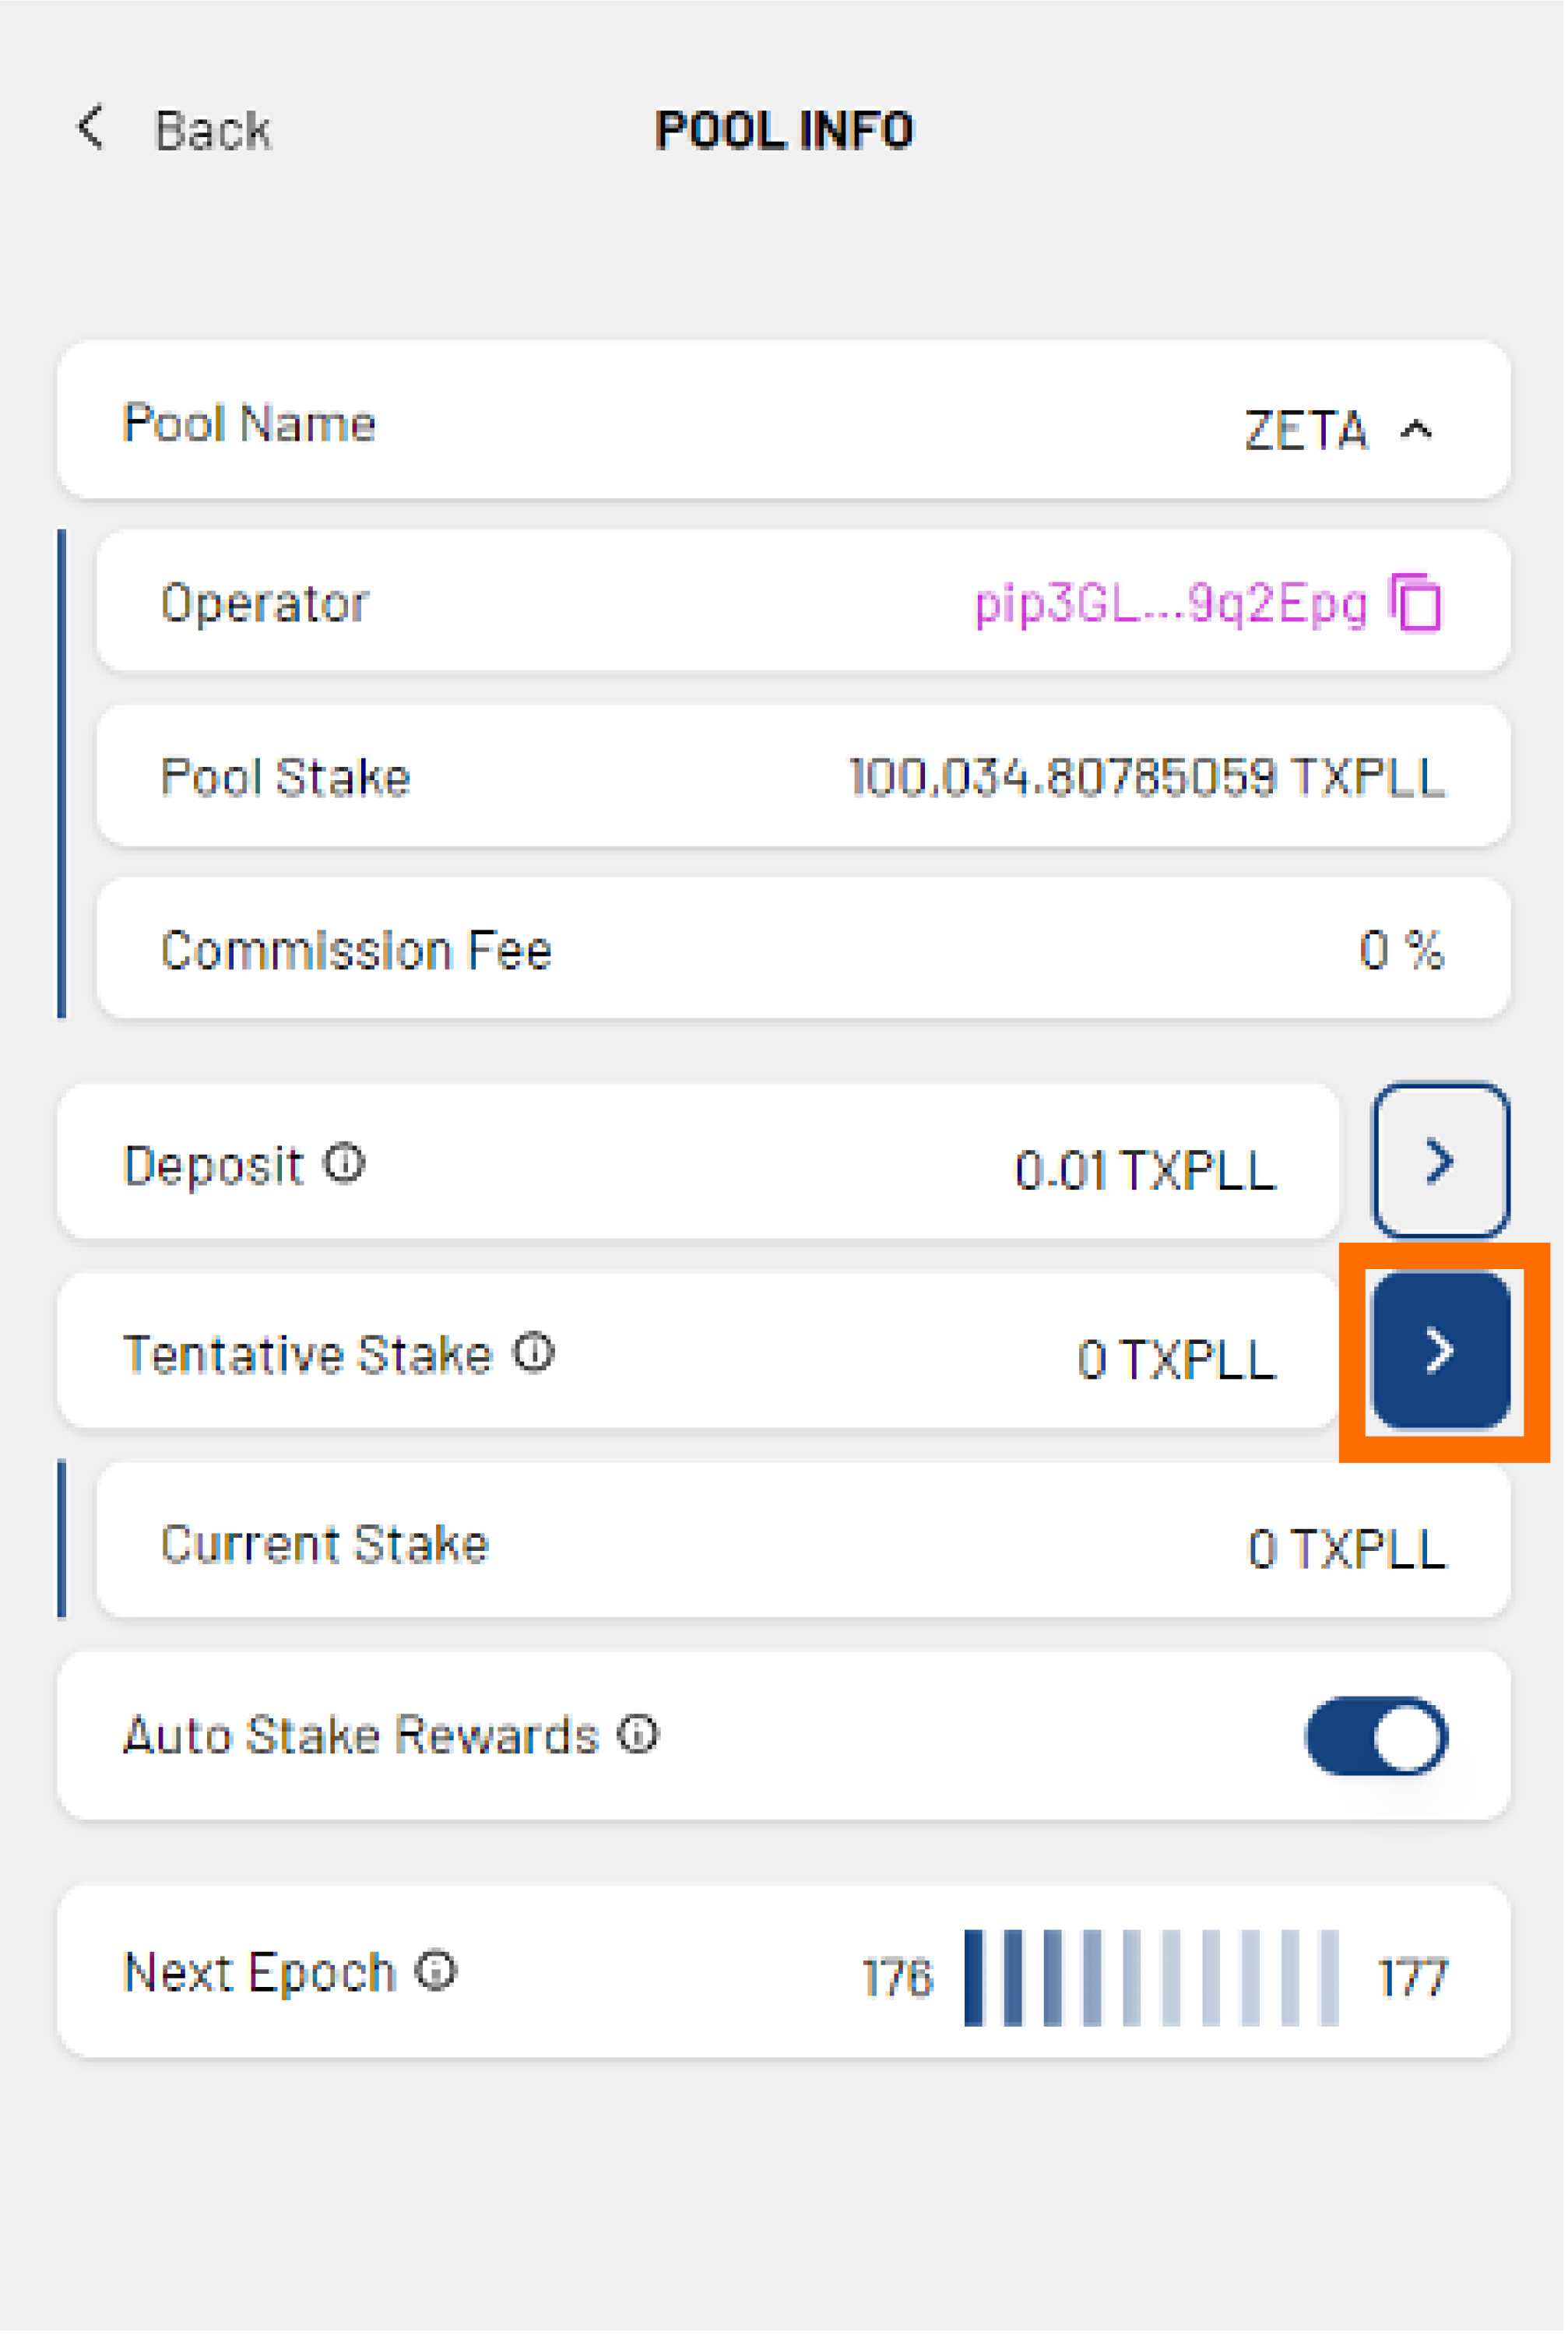 Back POOL INFO
Pool Name ZETA
Operator pip3GL...9q2Epg
Pool Stake 100,034.80785059 TXPLL
Commission Fee 0 %
Deposit 0.01 TXPLL
Tentative Stake 0 TXPLL
Current Stake 0 TXPLL
Auto Stake Rewards
Next Epoch 176 177